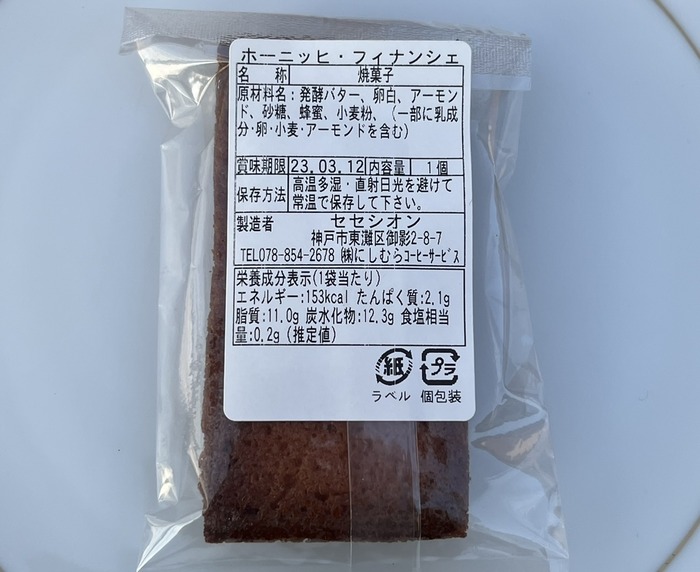 ホーニッヒ・フィナンシェ
名 称 焼菓子
原材料名：発酵バター、卵白、アーモン
ド、砂糖、蜂蜜、小麦粉、（一部に乳成
分・卵・小麦・アーモンドを含む）
賞味期限 23.03.12 内容量 1個
保存方法 高温多湿・直射日光を避けて
常温で保存して下さい。
製造者 セセシオン
神戸市東灘区御影2-8-7
TEL078-854-2678 ㈱にしむらコーヒーサービス
栄養成分表示(1袋当たり)
エネルギー:153kcal たんぱく質:2.1g
脂質:11.0g 炭水化物:12.3g 食塩相当
量:0.2g（推定値）
紙 プラ
ラベル 個包装